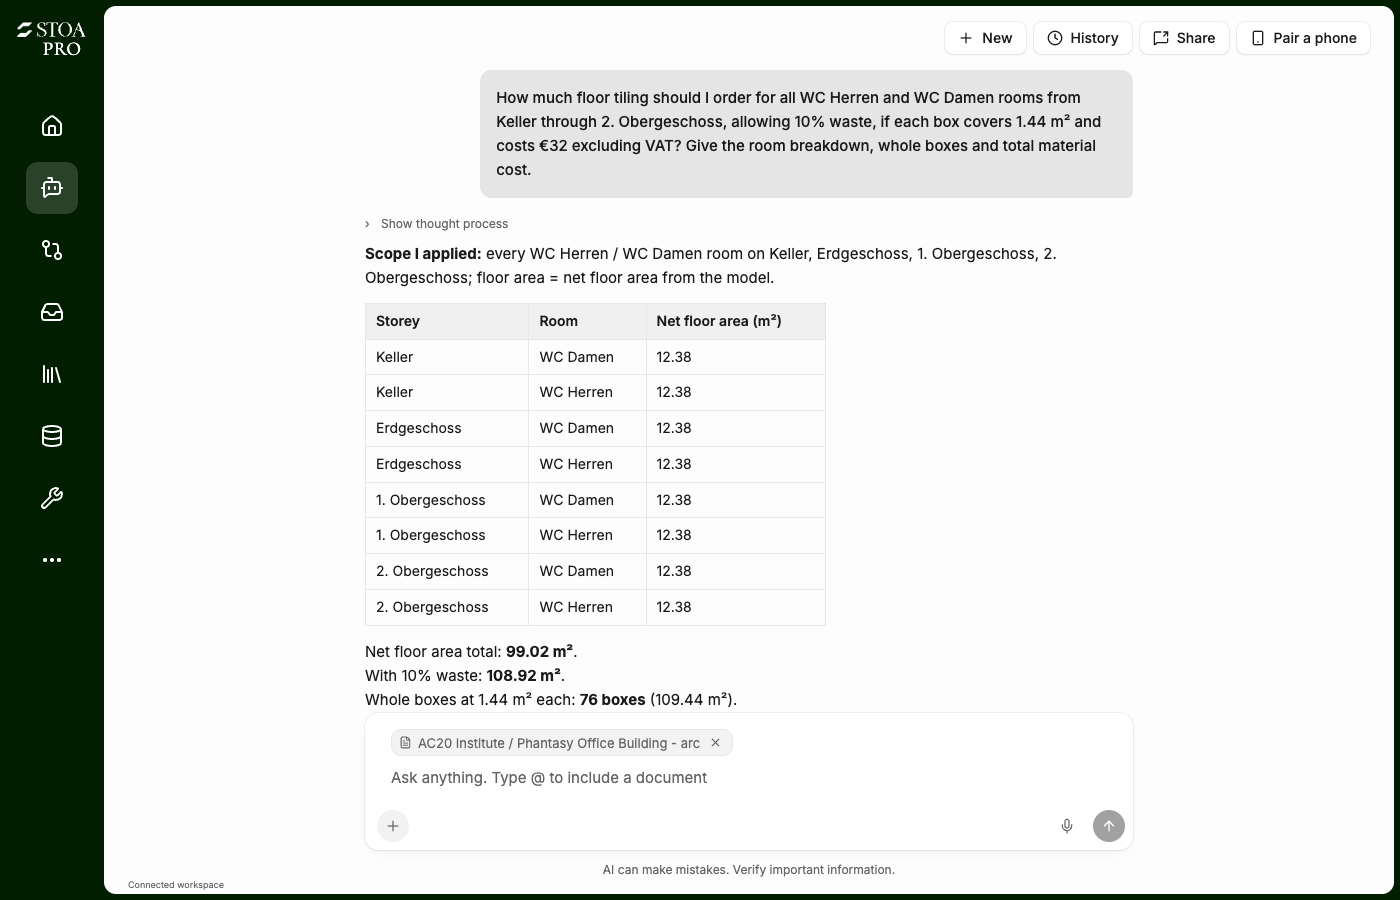 STOA
PRO
New
History
Share
Pair a phone
How much floor tiling should I order for all WC Herren and WC Damen rooms from
Keller through 2. Obergeschoss, allowing 10% waste, if each box covers 1.44 m² and
costs €32 excluding VAT? Give the room breakdown, whole boxes and total material
cost.
Show thought process
Scope I applied: every WC Herren / WC Damen room on Keller, Erdgeschoss, 1. Obergeschoss, 2.
Obergeschoss; floor area = net floor area from the model.
Storey Room Net floor area (m²)
Keller WC Damen 12.38
Keller WC Herren 12.38
Erdgeschoss WC Damen 12.38
Erdgeschoss WC Herren 12.38
1. Obergeschoss WC Damen 12.38
1. Obergeschoss WC Herren 12.38
2. Obergeschoss WC Damen 12.38
2. Obergeschoss WC Herren 12.38
Net floor area total: 99.02 m².
With 10% waste: 108.92 m².
Whole boxes at 1.44 m² each: 76 boxes (109.44 m²).
AC20 Institute / Phantasy Office Building - arc
Ask anything. Type @ to include a document
AI can make mistakes. Verify important information.
Connected workspace